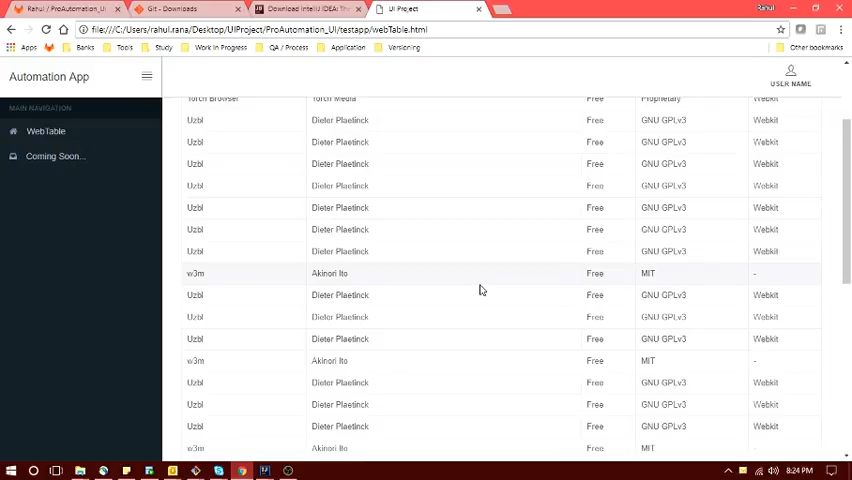 Rahul / ProAutomation_UI
Git - Downloads
Download IntelliJ IDEA: The
UI Project
Rahul
file:///C:/Users/rahul.rana/Desktop/UIProject/ProAutomation_UI/testapp/webTable.html
Apps Banks Tools Study Work In Progress QA / Process Application Versioning Other bookmarks
Automation App
USER NAME
MAIN NAVIGATION
WebTable
Coming Soon...
Torch Browser Torch Media Free Proprietary Webkit
Uzbl Dieter Plaetinck Free GNU GPLv3 Webkit
Uzbl Dieter Plaetinck Free GNU GPLv3 Webkit
Uzbl Dieter Plaetinck Free GNU GPLv3 Webkit
Uzbl Dieter Plaetinck Free GNU GPLv3 Webkit
Uzbl Dieter Plaetinck Free GNU GPLv3 Webkit
Uzbl Dieter Plaetinck Free GNU GPLv3 Webkit
Uzbl Dieter Plaetinck Free GNU GPLv3 Webkit
w3m Akinori Ito Free MIT -
Uzbl Dieter Plaetinck Free GNU GPLv3 Webkit
Uzbl Dieter Plaetinck Free GNU GPLv3 Webkit
Uzbl Dieter Plaetinck Free GNU GPLv3 Webkit
w3m Akinori Ito Free MIT -
Uzbl Dieter Plaetinck Free GNU GPLv3 Webkit
Uzbl Dieter Plaetinck Free GNU GPLv3 Webkit
Uzbl Dieter Plaetinck Free GNU GPLv3 Webkit
w3m Akinori Ito Free MIT -
8:24 PM